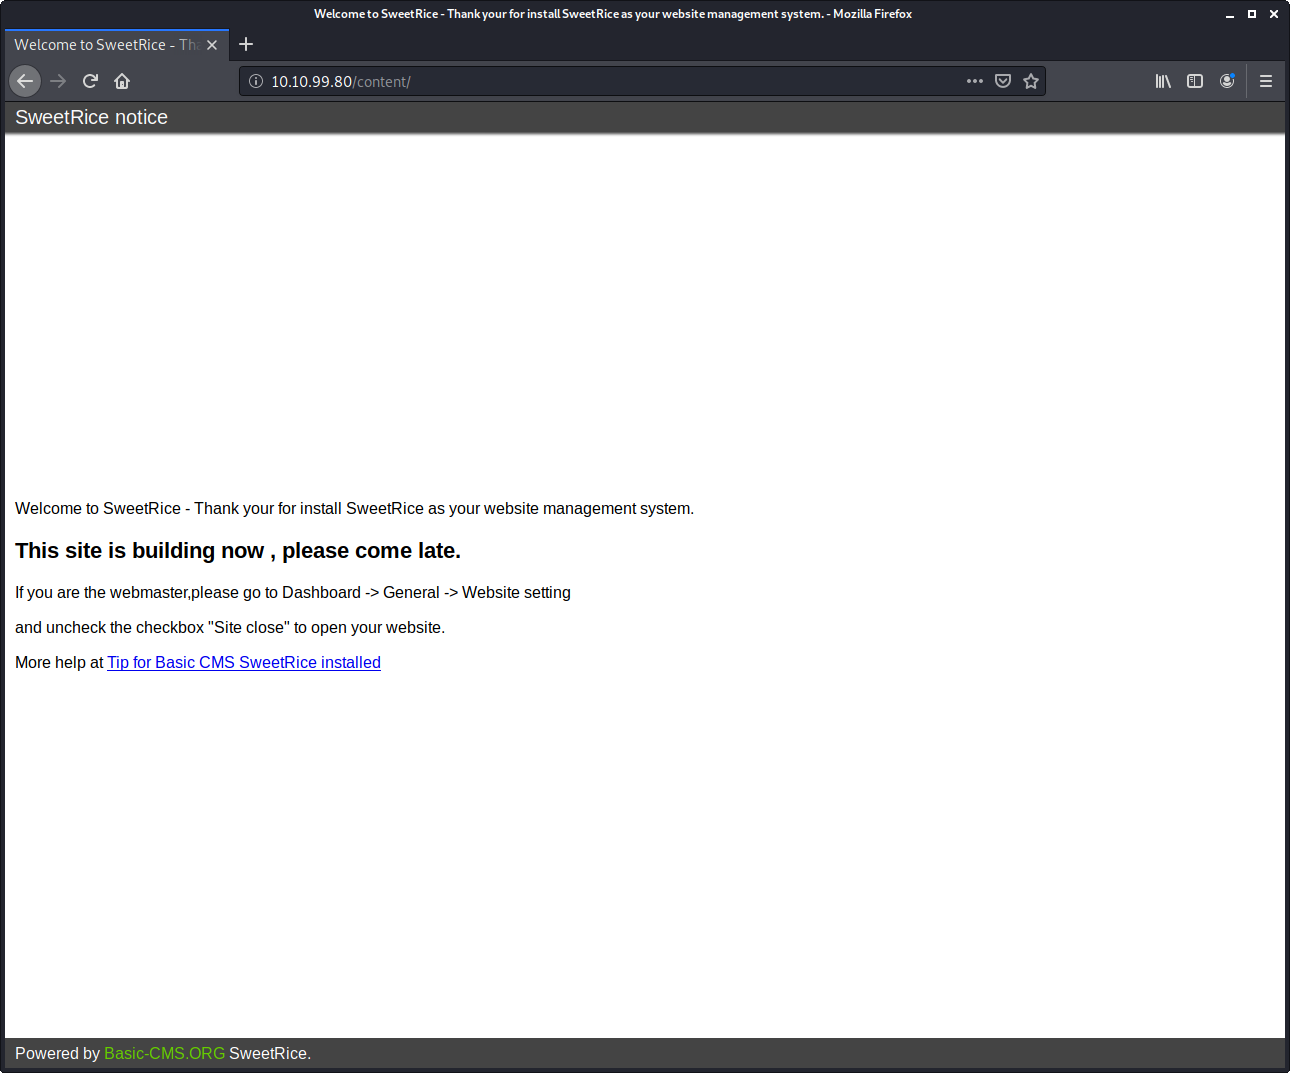 Welcome to SweetRice - Thank your for install SweetRice as your website management system. - Mozilla Firefox
Welcome to SweetRice - Tha
10.10.99.80/content/
SweetRice notice
Welcome to SweetRice - Thank your for install SweetRice as your website management system.
This site is building now , please come late.
If you are the webmaster,please go to Dashboard -> General -> Website setting
and uncheck the checkbox "Site close" to open your website.
More help at Tip for Basic CMS SweetRice installed
Powered by Basic-CMS.ORG SweetRice.